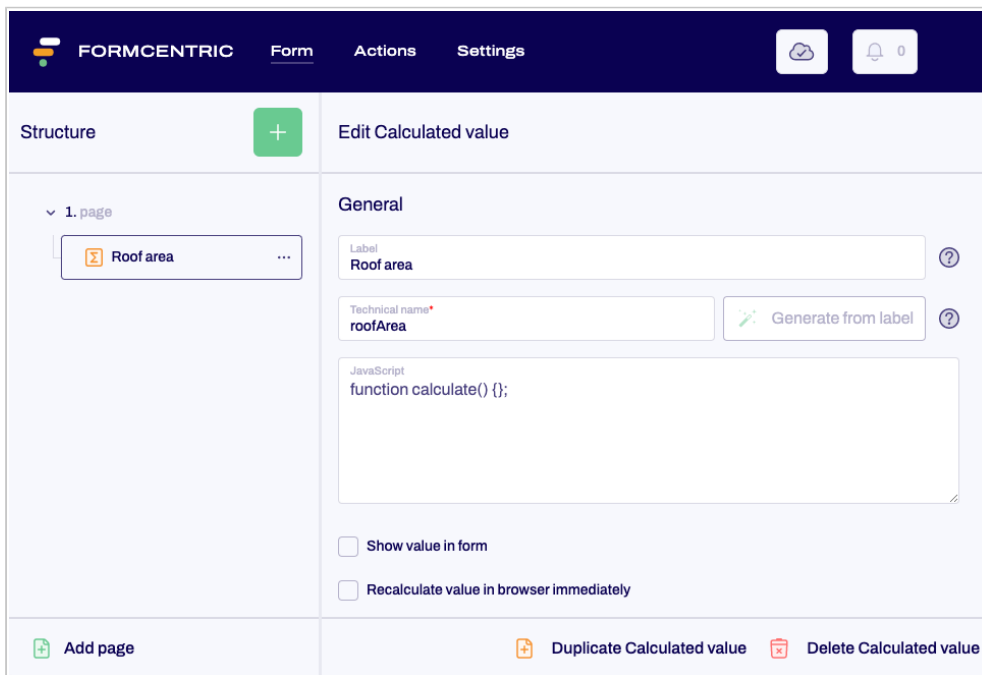 FORMCENTRIC Form Actions Settings 0
Structure + Edit Calculated value
1. page
Roof area ...
General
Label
Roof area ?
Technical name*
roofArea Generate from label ?
JavaScript
function calculate() {};
Show value in form
Recalculate value in browser immediately
Add page Duplicate Calculated value Delete Calculated value